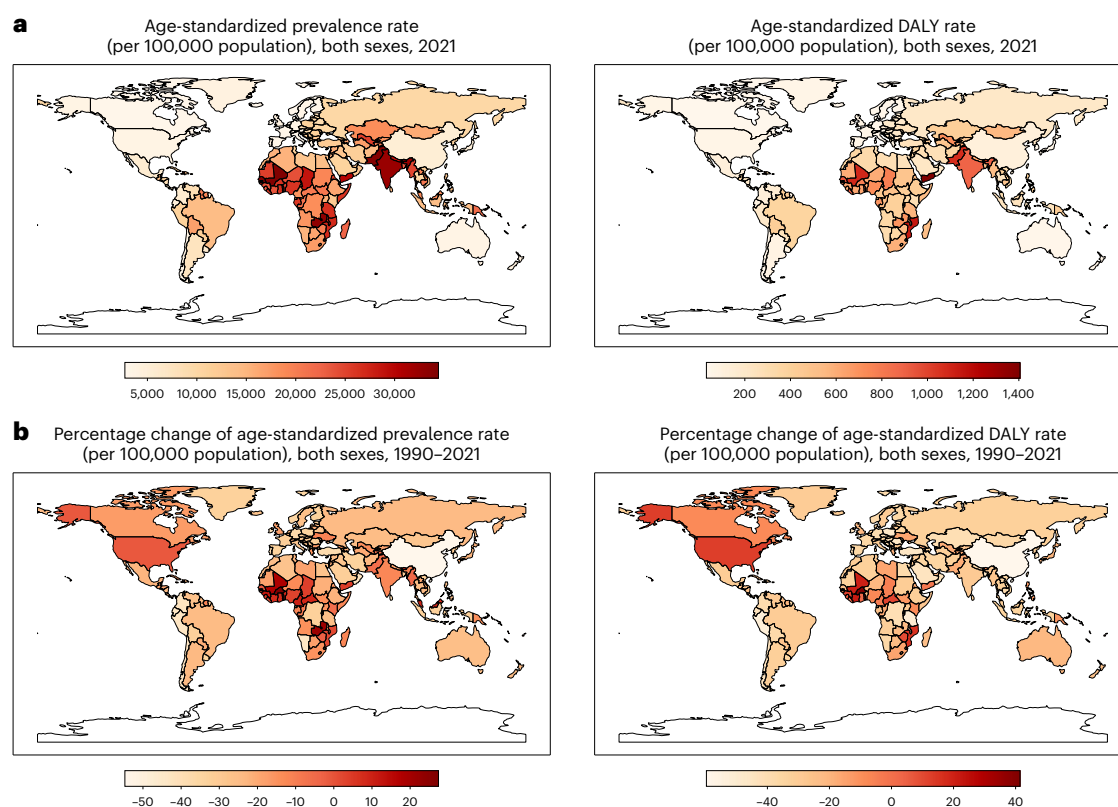 a
Age-standardized prevalence rate
(per 100,000 population), both sexes, 2021
Age-standardized DALY rate
(per 100,000 population), both sexes, 2021
5,000 10,000 15,000 20,000 25,000 30,000
200 400 600 800 1,000 1,200 1,400
b
Percentage change of age-standardized prevalence rate
(per 100,000 population), both sexes, 1990–2021
Percentage change of age-standardized DALY rate
(per 100,000 population), both sexes, 1990–2021
−50 −40 −30 −20 −10 0 10 20
−40 −20 0 20 40